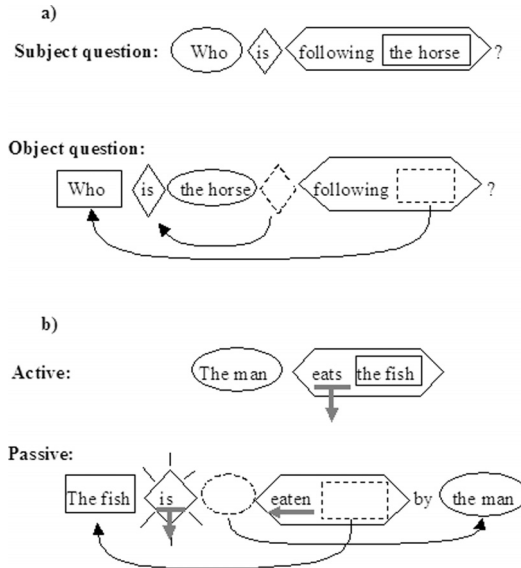 a)
Subject question: Who is following the horse ?
Object question:
Who is the horse following ?
b)
Active: The man eats the fish
Passive:
The fish is eaten by the man